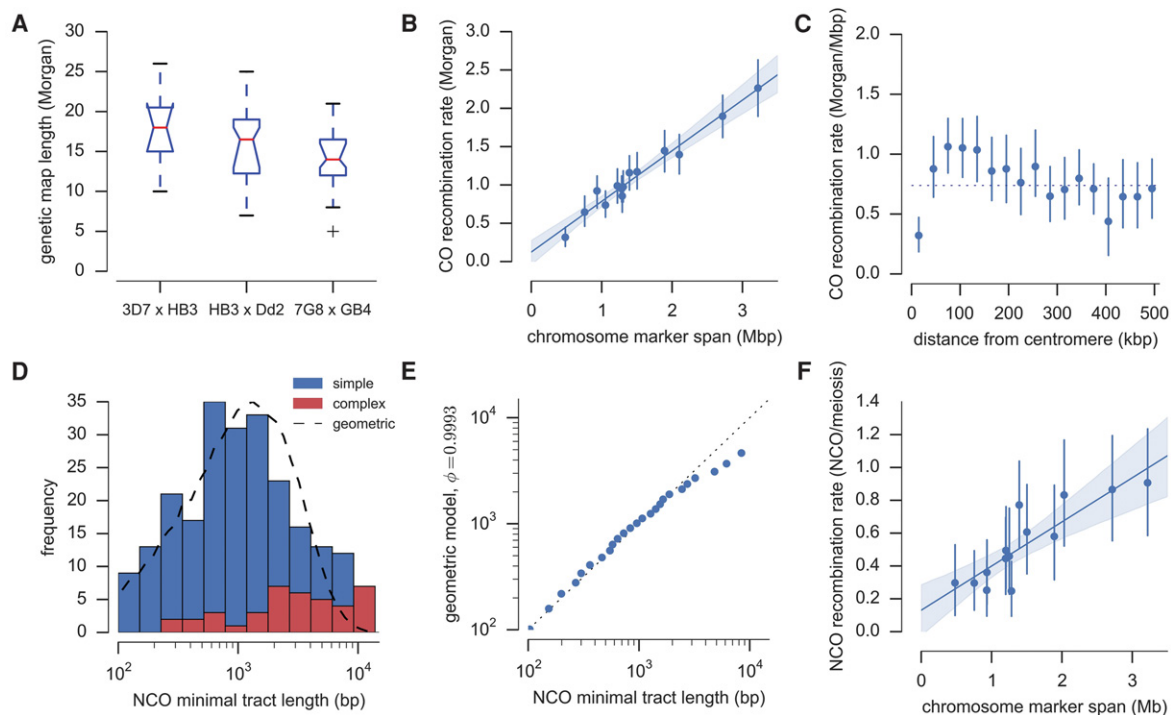 A
genetic map length (Morgan)
30
25
20
15
10
5
0
3D7 x HB3
HB3 x Dd2
7G8 x GB4
B
CO recombination rate (Morgan)
3.0
2.5
2.0
1.5
1.0
0.5
0.0
0
1
2
3
chromosome marker span (Mbp)
C
CO recombination rate (Morgan/Mbp)
2.0
1.5
1.0
0.5
0.0
0
100
200
300
400
500
distance from centromere (kbp)
D
simple
complex
geometric
frequency
35
30
25
20
15
10
5
0
10²
10³
10⁴
NCO minimal tract length (bp)
E
geometric model, ϕ = 0.9993
10⁴
10³
10²
10²
10³
10⁴
NCO minimal tract length (bp)
F
NCO recombination rate (NCO/meiosis)
1.4
1.2
1.0
0.8
0.6
0.4
0.2
0.0
0
1
2
3
chromosome marker span (Mb)